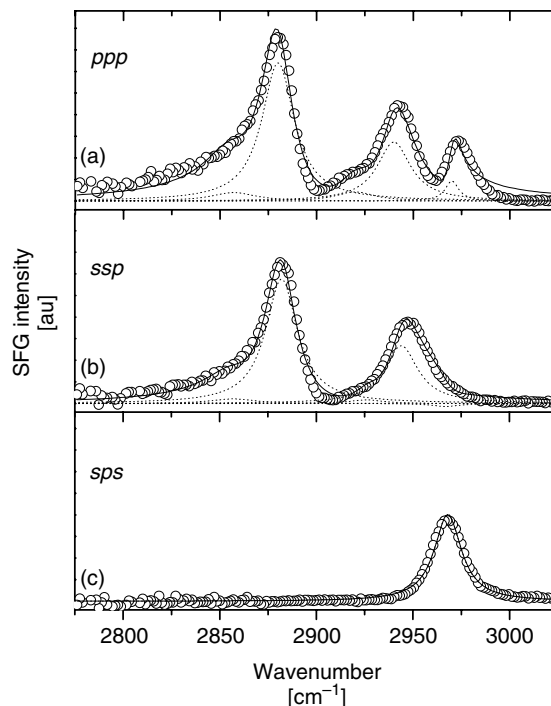 ppp
(a)
ssp
(b)
sps
(c)
SFG intensity
[au]
2800 2850 2900 2950 3000
Wavenumber
[cm⁻¹]